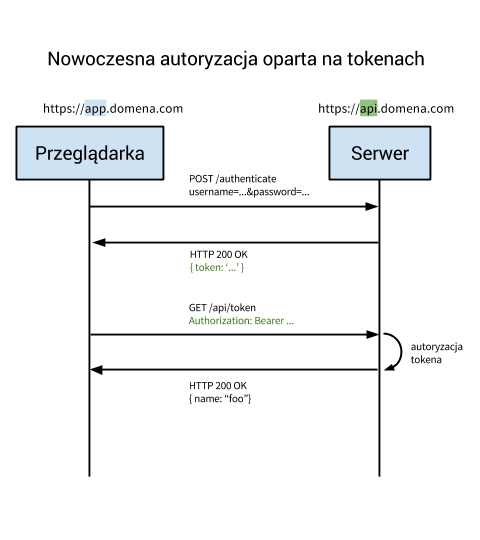 Nowoczesna autoryzacja oparta na tokenach
https://app.domena.com
https://api.domena.com
Przeglądarka
Serwer
POST /authenticate
username=...&password=...
HTTP 200 OK
{ token: ‘...’ }
GET /api/token
Authorization: Bearer ...
autoryzacja
tokena
HTTP 200 OK
{ name: “foo”}